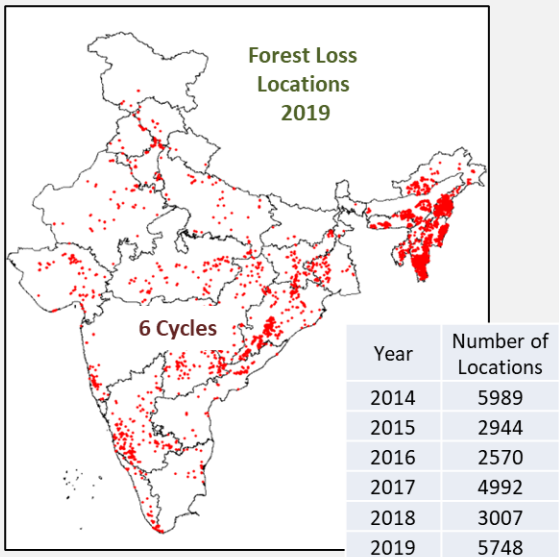 Forest Loss
Locations
2019
6 Cycles
Year Number of
Locations
2014 5989
2015 2944
2016 2570
2017 4992
2018 3007
2019 5748